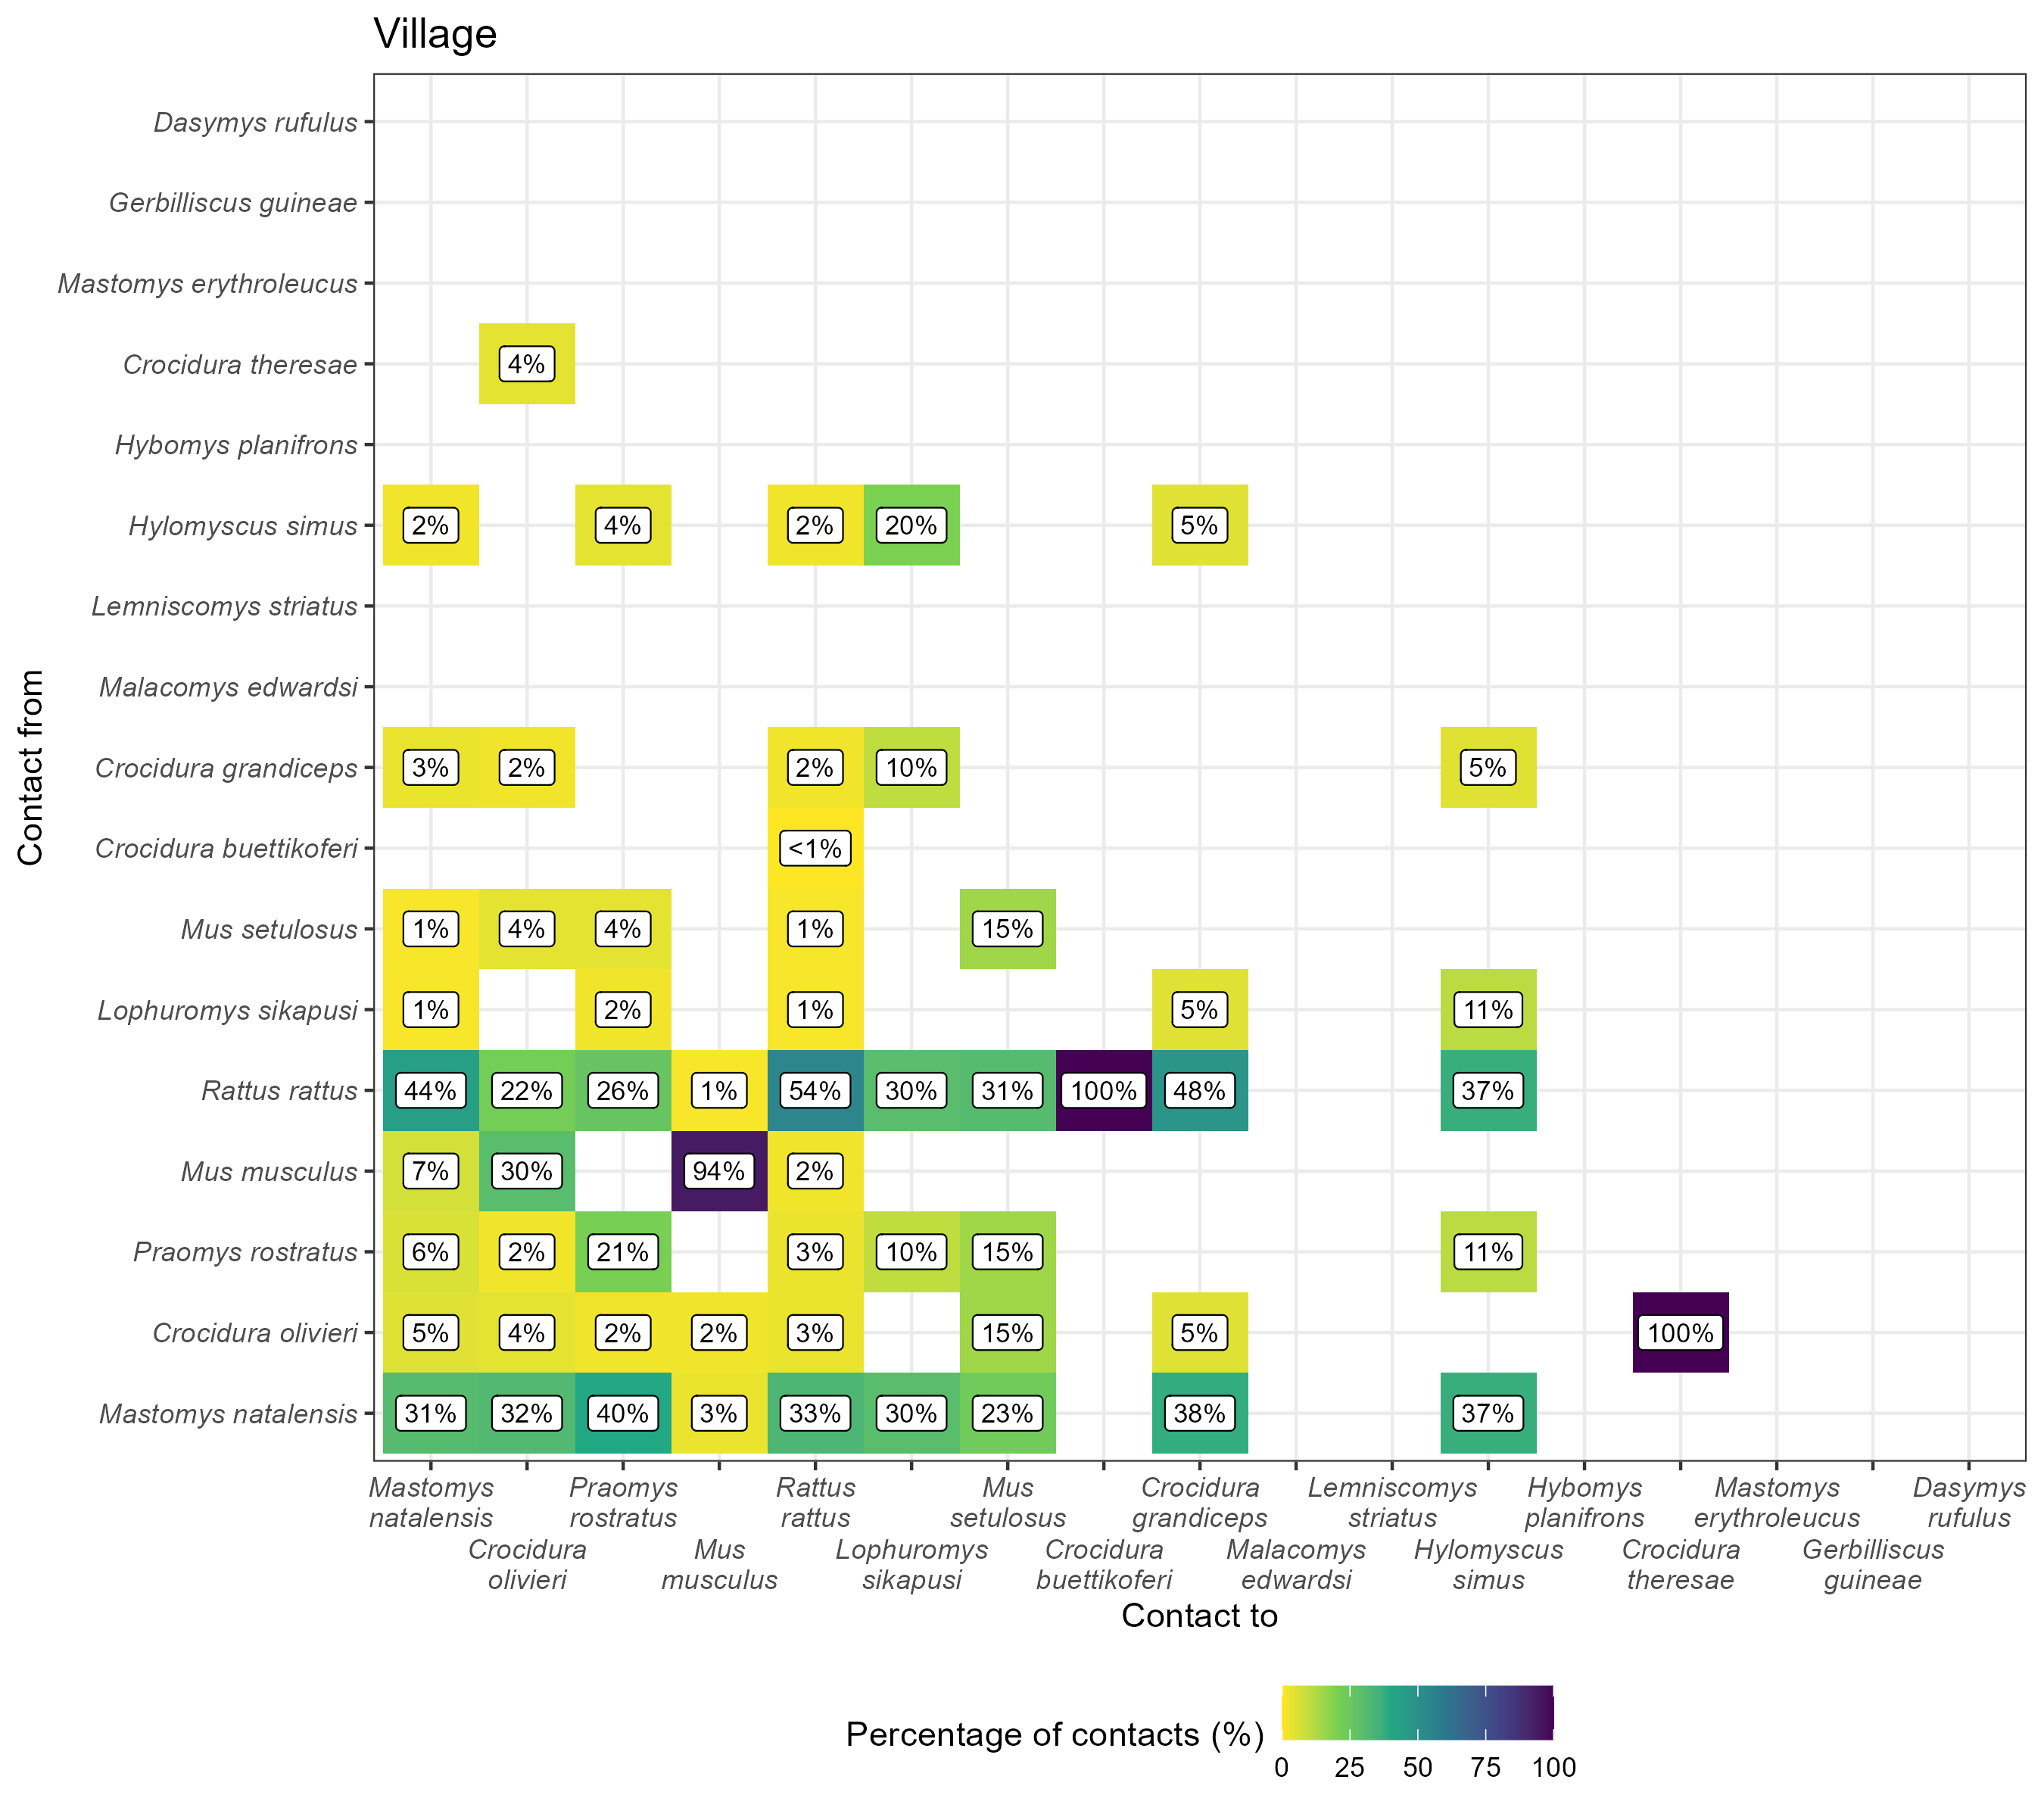 Village
Dasymys rufulus
Gerbilliscus guineae
Mastomys erythroleucus
Crocidura theresae
4%
Hybomys planifrons
Hylomyscus simus
2% 4% 2% 20% 5%
Lemniscomys striatus
Malacomys edwardsi
Crocidura grandiceps
3% 2% 2% 10% 5%
Crocidura buettikoferi
<1%
Mus setulosus
1% 4% 4% 1% 15%
Lophuromys sikapusi
1% 2% 1% 5% 11%
Rattus rattus
44% 22% 26% 1% 54% 30% 31% 100% 48% 37%
Mus musculus
7% 30% 94% 2%
Praomys rostratus
6% 2% 21% 3% 10% 15% 11%
Crocidura olivieri
5% 4% 2% 2% 3% 15% 5% 100%
Mastomys natalensis
31% 32% 40% 3% 33% 30% 23% 38% 37%
Contact from
Mastomys Praomys Rattus Mus Crocidura Lemniscomys Hybomys Mastomys Dasymys
natalensis rostratus rattus setulosus grandiceps striatus planifrons erythroleucus rufulus
Crocidura Mus Lophuromys Crocidura Malacomys Hylomyscus Crocidura Gerbilliscus
olivieri musculus sikapusi buettikoferi edwardsi simus theresae guineae
Contact to
Percentage of contacts (%)
0 25 50 75 100